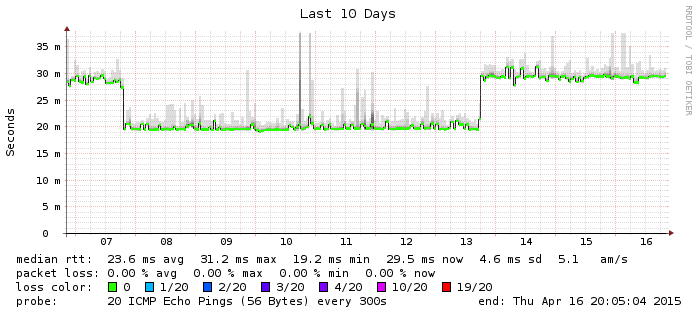 Last 10 Days
RRDTOOL / TOBI OETIKER
Seconds
35 m
30 m
25 m
20 m
15 m
10 m
5 m
0
07 08 09 10 11 12 13 14 15 16
median rtt: 23.6 ms avg 31.2 ms max 19.2 ms min 29.5 ms now 4.6 ms sd 5.1 am/s
packet loss: 0.00 % avg 0.00 % max 0.00 % min 0.00 % now
loss color: 0 1/20 2/20 3/20 4/20 10/20 19/20
probe: 20 ICMP Echo Pings (56 Bytes) every 300s end: Thu Apr 16 20:05:04 2015